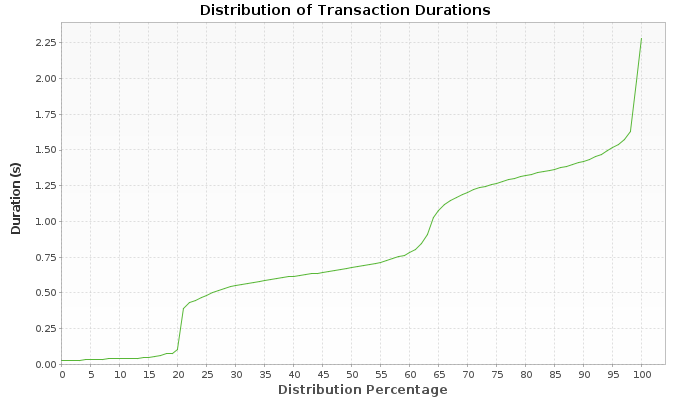 Distribution of Transaction Durations
Duration (s)
2.25
2.00
1.75
1.50
1.25
1.00
0.75
0.50
0.25
0.00
0 5 10 15 20 25 30 35 40 45 50 55 60 65 70 75 80 85 90 95 100
Distribution Percentage